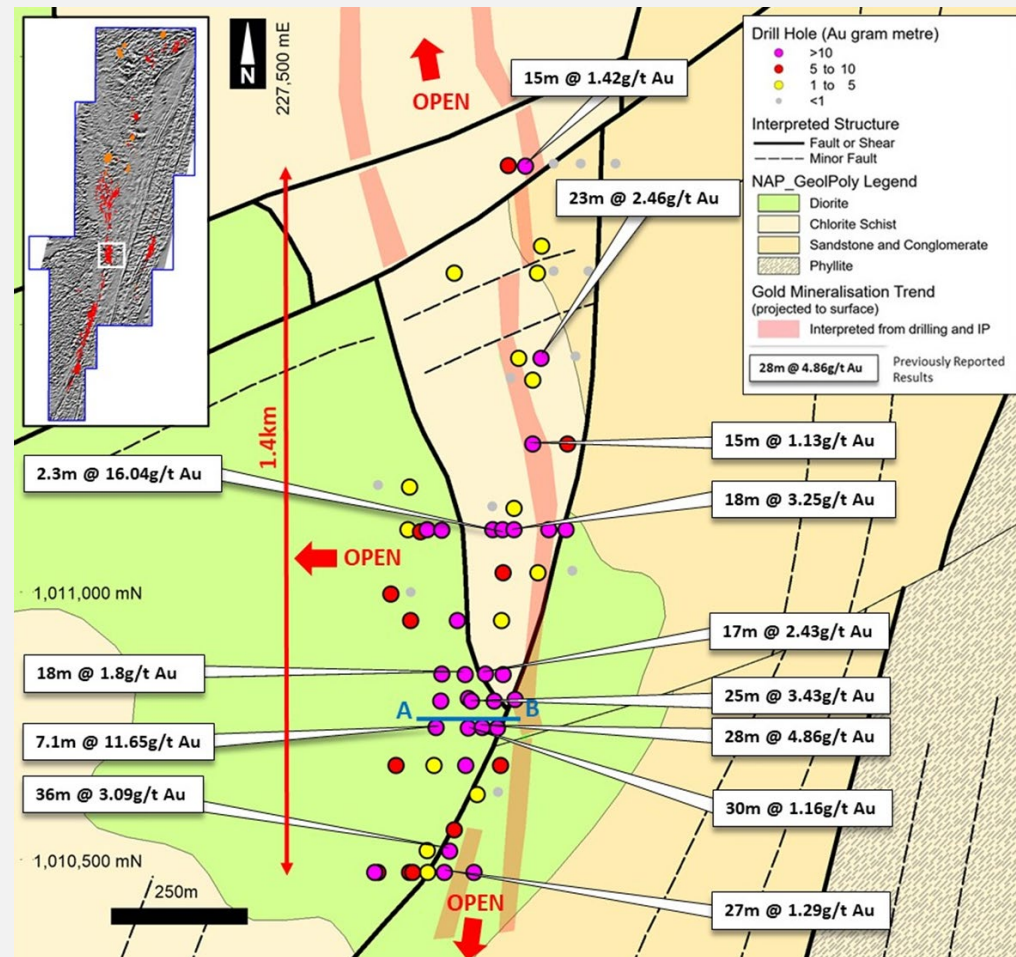 N
227,500 mE
OPEN
15m @ 1.42g/t Au
23m @ 2.46g/t Au
Drill Hole (Au gram metre)
>10
5 to 10
1 to 5
<1
Interpreted Structure
Fault or Shear
Minor Fault
NAP_GeolPoly Legend
Diorite
Chlorite Schist
Sandstone and Conglomerate
Phyllite
Gold Mineralisation Trend
(projected to surface)
Interpreted from drilling and IP
28m @ 4.86g/t Au
Previously Reported
Results
1.4km
15m @ 1.13g/t Au
2.3m @ 16.04g/t Au
18m @ 3.25g/t Au
OPEN
1,011,000 mN
17m @ 2.43g/t Au
18m @ 1.8g/t Au
25m @ 3.43g/t Au
A
B
7.1m @ 11.65g/t Au
28m @ 4.86g/t Au
36m @ 3.09g/t Au
30m @ 1.16g/t Au
1,010,500 mN
250m
OPEN
27m @ 1.29g/t Au